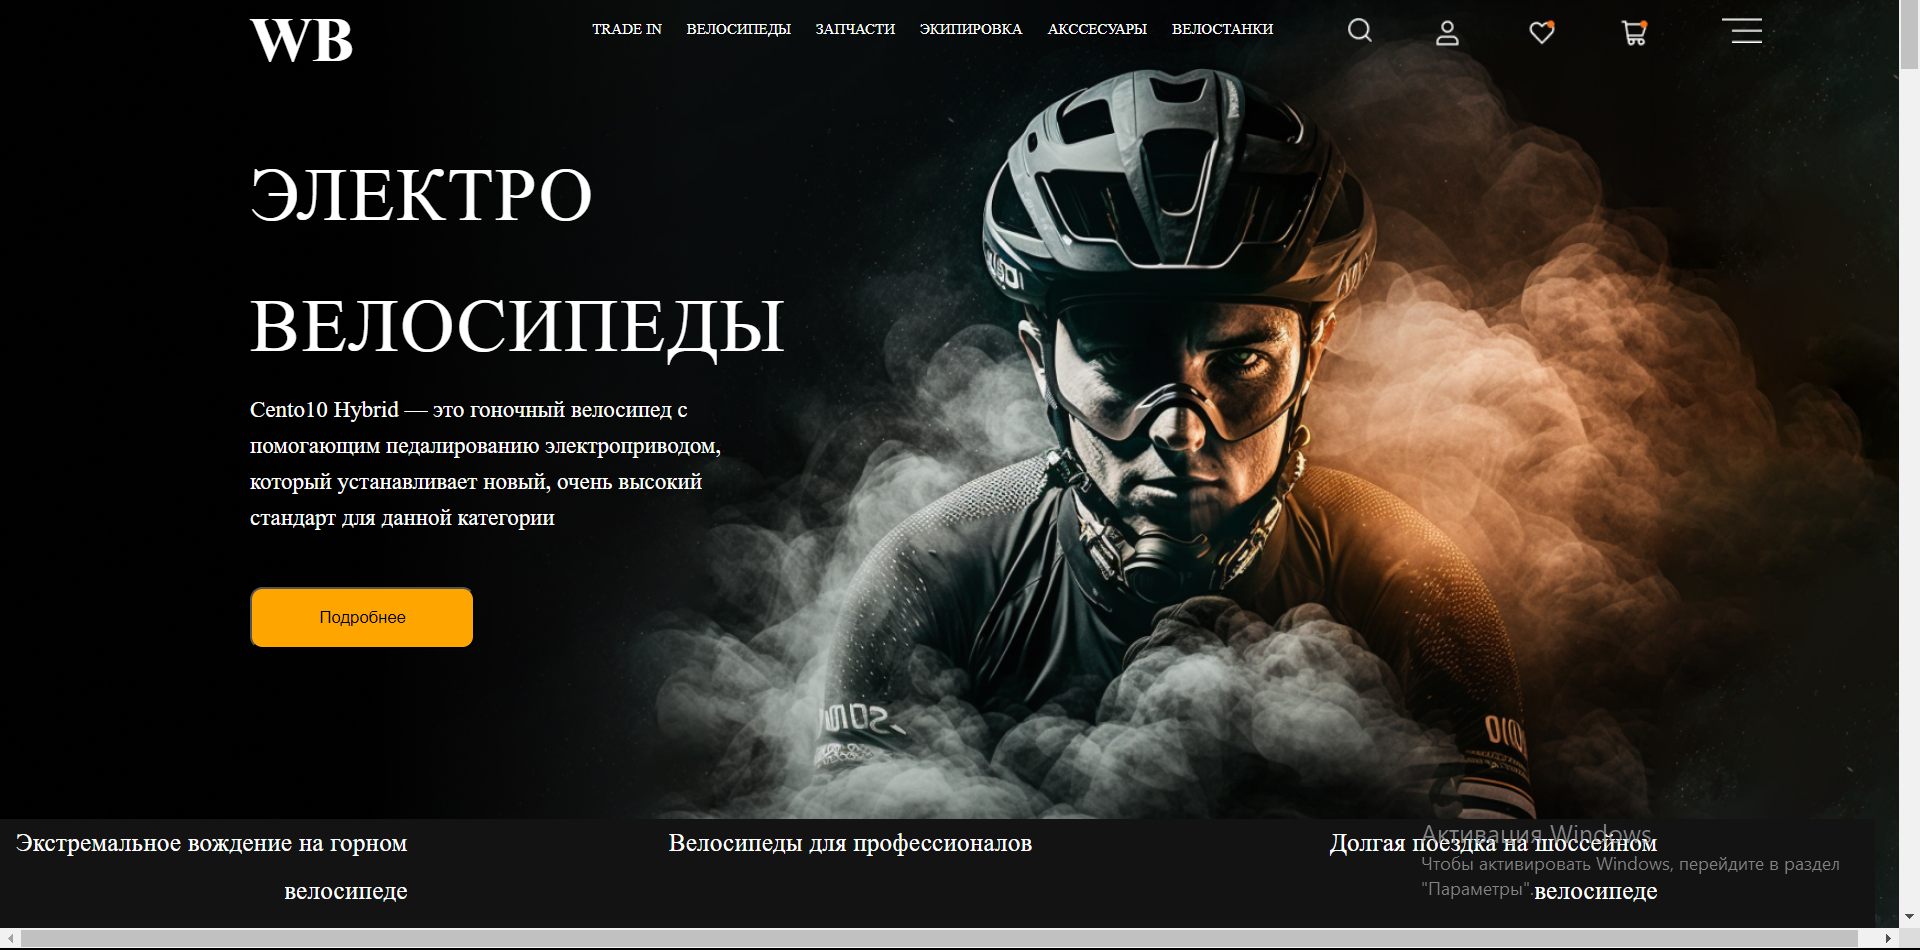 WB
TRADE IN ВЕЛОСИПЕДЫ ЗАПЧАСТИ ЭКИПИРОВКА АКССЕСУАРЫ ВЕЛОСТАНКИ
ЭЛЕКТРО
ВЕЛОСИПЕДЫ
Cento10 Hybrid — это гоночный велосипед с
помогающим педалированию электроприводом,
который устанавливает новый, очень высокий
стандарт для данной категории
Подробнее
Экстремальное вождение на горном
велосипеде
Велосипеды для профессионалов
Долгая поездка на шоссейном
велосипеде
Активация Windows
Чтобы активировать Windows, перейдите в раздел
"Параметры".